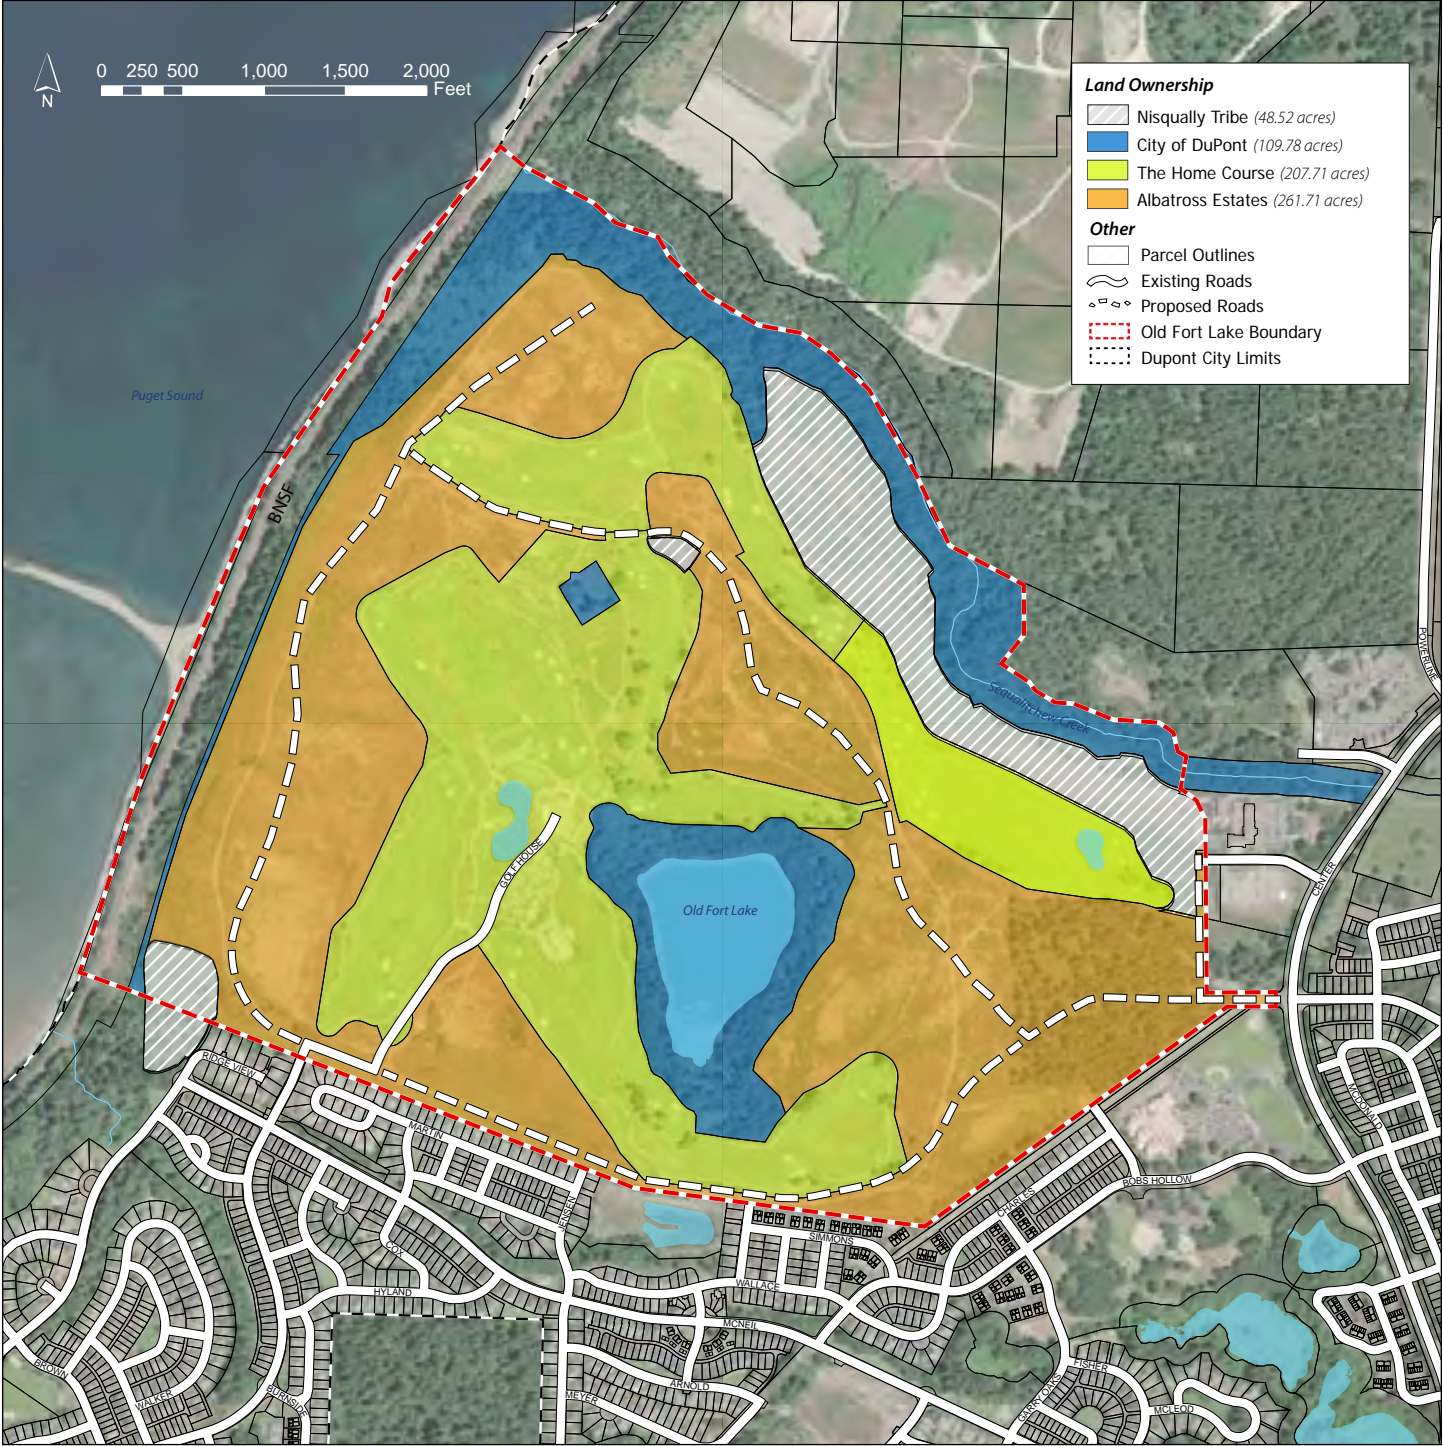 0 250 500 1,000 1,500 2,000
Feet
N
Land Ownership
Nisqually Tribe (48.52 acres)
City of DuPont (109.78 acres)
The Home Course (207.71 acres)
Albatross Estates (261.71 acres)
Other
Parcel Outlines
Existing Roads
Proposed Roads
Old Fort Lake Boundary
Dupont City Limits
Puget Sound
BNSF
POWERLINE
Sequalitchew Creek
GOLF HOUSE
CENTER
Old Fort Lake
RIDGE VIEW
MARTIN
MCDONALD
BOBS HOLLOW
CHARLES
JENSEN
SIMMONS
COX
HYLAND
WALLACE
MCNEIL
BROWN
WALKER
BURNSIDE
MEYER
ARNOLD
FISHER
GARRY OAKS
MCLEOD